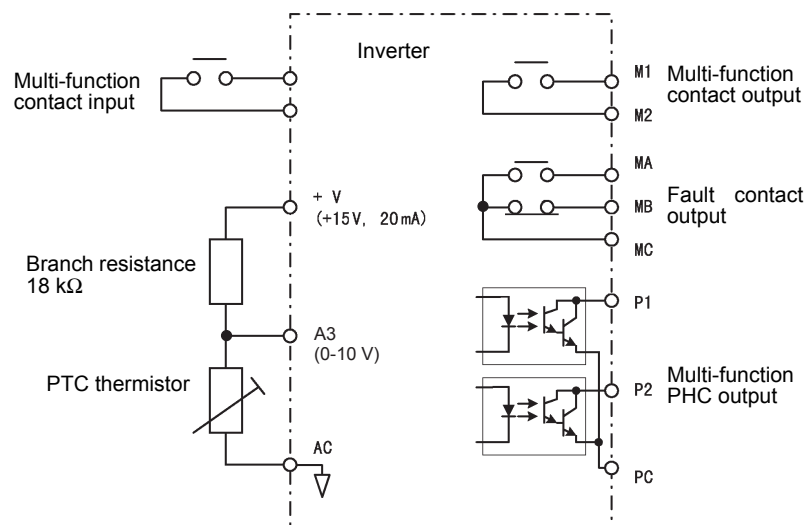 Inverter
Multi-function
contact input
M1
Multi-function
contact output
M2
+ V
(+15V, 20mA)
MA
MB
Fault contact
output
MC
Branch resistance
18 kΩ
A3
(0-10 V)
P1
PTC thermistor
P2
Multi-function
PHC output
AC
PC